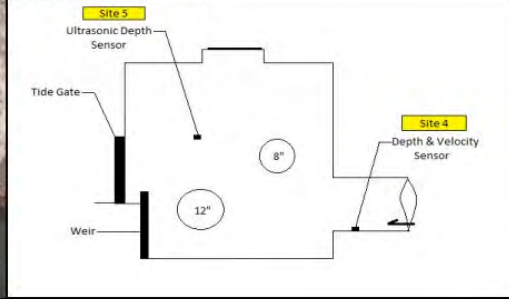 Site 5
Ultrasonic Depth
Sensor
Tide Gate
Site 4
Depth & Velocity
Sensor
8"
12"
Weir